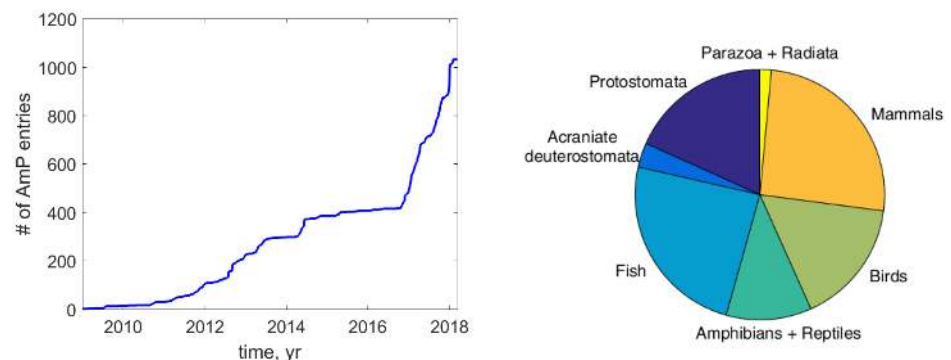 1200
1000
800
600
400
200
0
# of AmP entries
2010
2012
2014
2016
2018
time, yr
Parazoa + Radiata
Protostomata
Mammals
Acraniate
deuterostomata
Fish
Birds
Amphibians + Reptiles